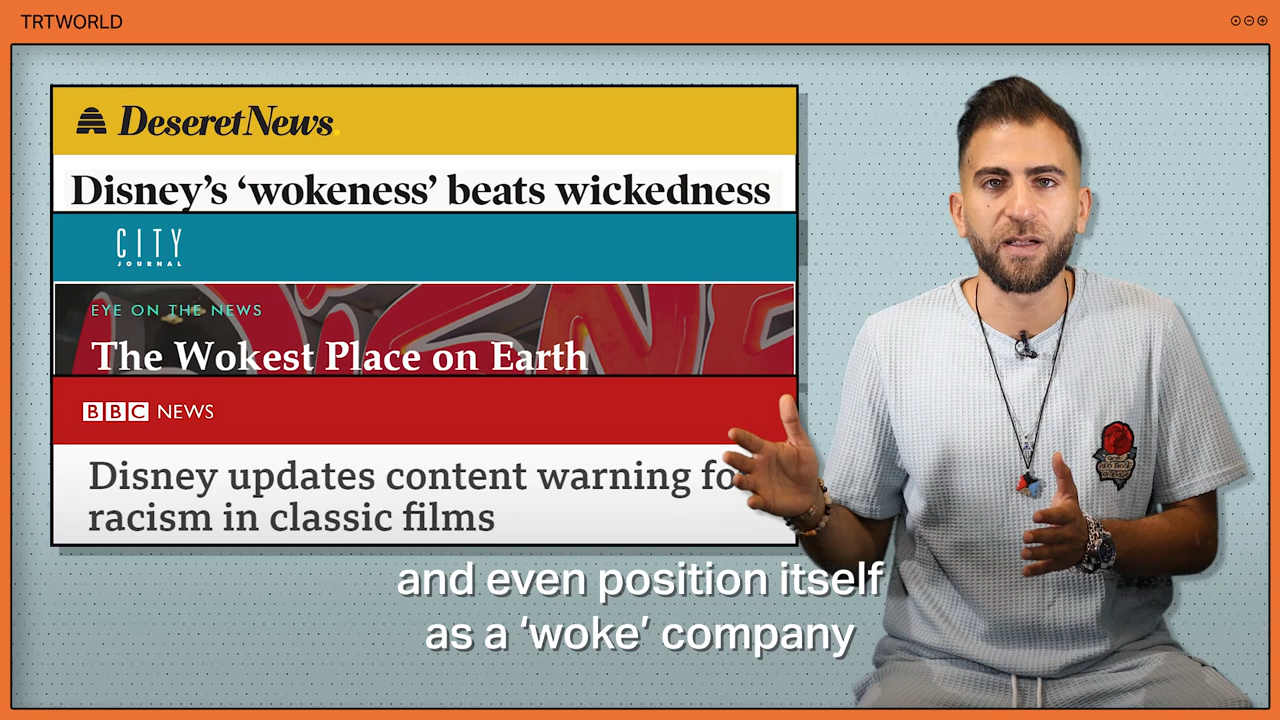 TRTWORLD
DeseretNews.
Disney's ‘wokeness’ beats wickedness
CITY
JOURNAL
EYE ON THE NEWS
The Wokest Place on Earth
BBC NEWS
Disney updates content warning fo
racism in classic films
and even position itself
as a ‘woke’ company